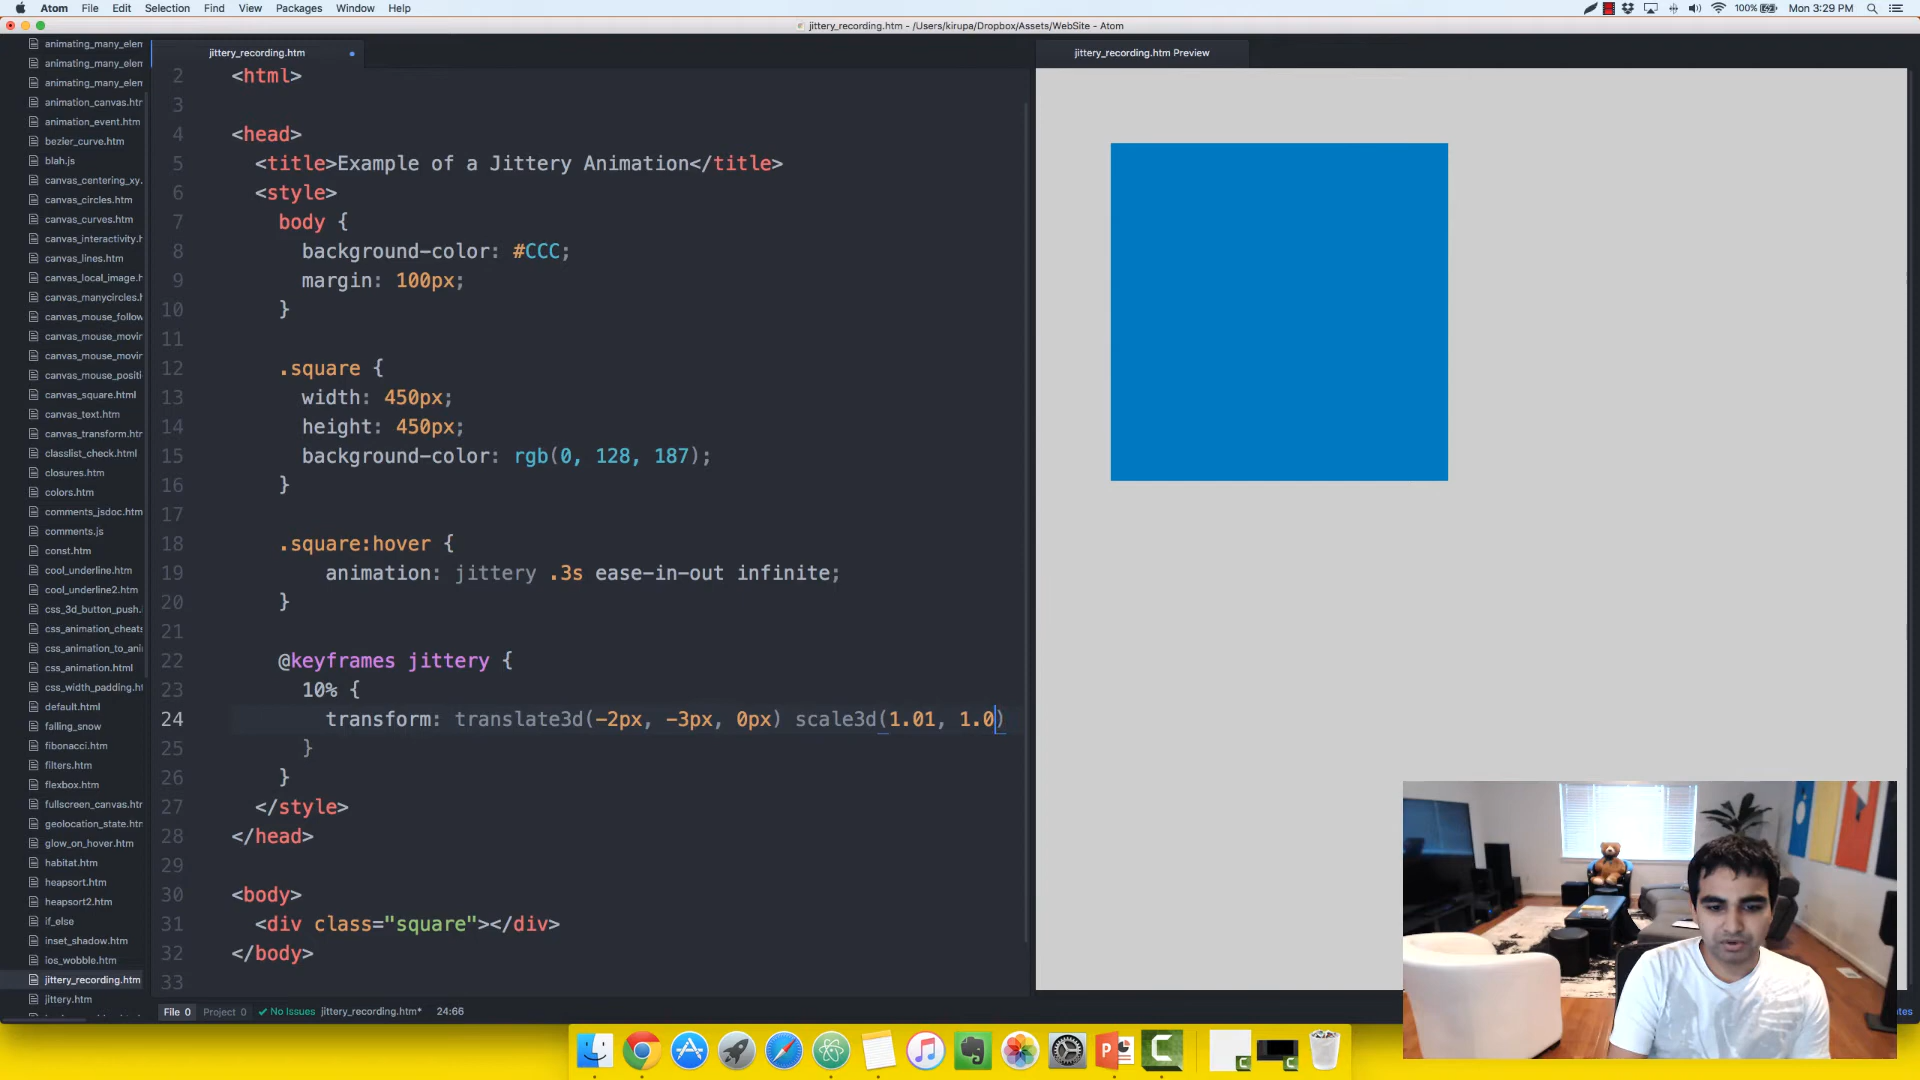 Atom File Edit View Selection Find Packages Window Help
100% Mon 3:29 PM
jittery_recording.htm - /Users/kirupa/Dropbox/Assets/WebSite - Atom
animating_many_elem
animating_many_elem
animating_many_elem
animation_canvas.htn
animation_event.htm
bezier_curve.htm
blah.js
canvas_centering_xy.
canvas_circles.htm
canvas_curves.htm
canvas_interactivity.h
canvas_lines.htm
canvas_local_image.h
canvas_manycircles.h
canvas_mouse_follow
canvas_mouse_movir
canvas_mouse_movir
canvas_mouse_positi
canvas_square.html
canvas_text.htm
canvas_transform.htn
classlist_check.html
closures.htm
colors.htm
comments_jsdoc.htm
comments.js
const.htm
cool_underline.htm
cool_underline2.htm
css_3d_button_push.
css_animation_cheats
css_animation_to_ani
css_animation.html
css_width_padding.ht
default.htm
falling_snow
fibonacci.htm
filters.htm
flexbox.htm
fullscreen_canvas.htn
geolocation_state.htn
glow_on_hover.htm
habitat.htm
heapsort.htm
heapsort2.htm
if_else
inset_shadow.htm
ios_wobble.htm
jittery_recording.htm
jittery.htm
jittery_recording.htm
2 <html>
3
4 <head>
5 <title>Example of a Jittery Animation</title>
6 <style>
7 body {
8 background-color: #CCC;
9 margin: 100px;
10 }
11
12 .square {
13 width: 450px;
14 height: 450px;
15 background-color: rgb(0, 128, 187);
16 }
17
18 .square:hover {
19 animation: jittery .3s ease-in-out infinite;
20 }
21
22 @keyframes jittery {
23 10% {
24 transform: translate3d(-2px, -3px, 0px) scale3d(1.01, 1.0)
25 }
26 }
27 </style>
28 </head>
29
30 <body>
31 <div class="square"></div>
32 </body>
33
File 0 Project 0 No Issues jittery_recording.htm* 24:66
jittery_recording.htm Preview